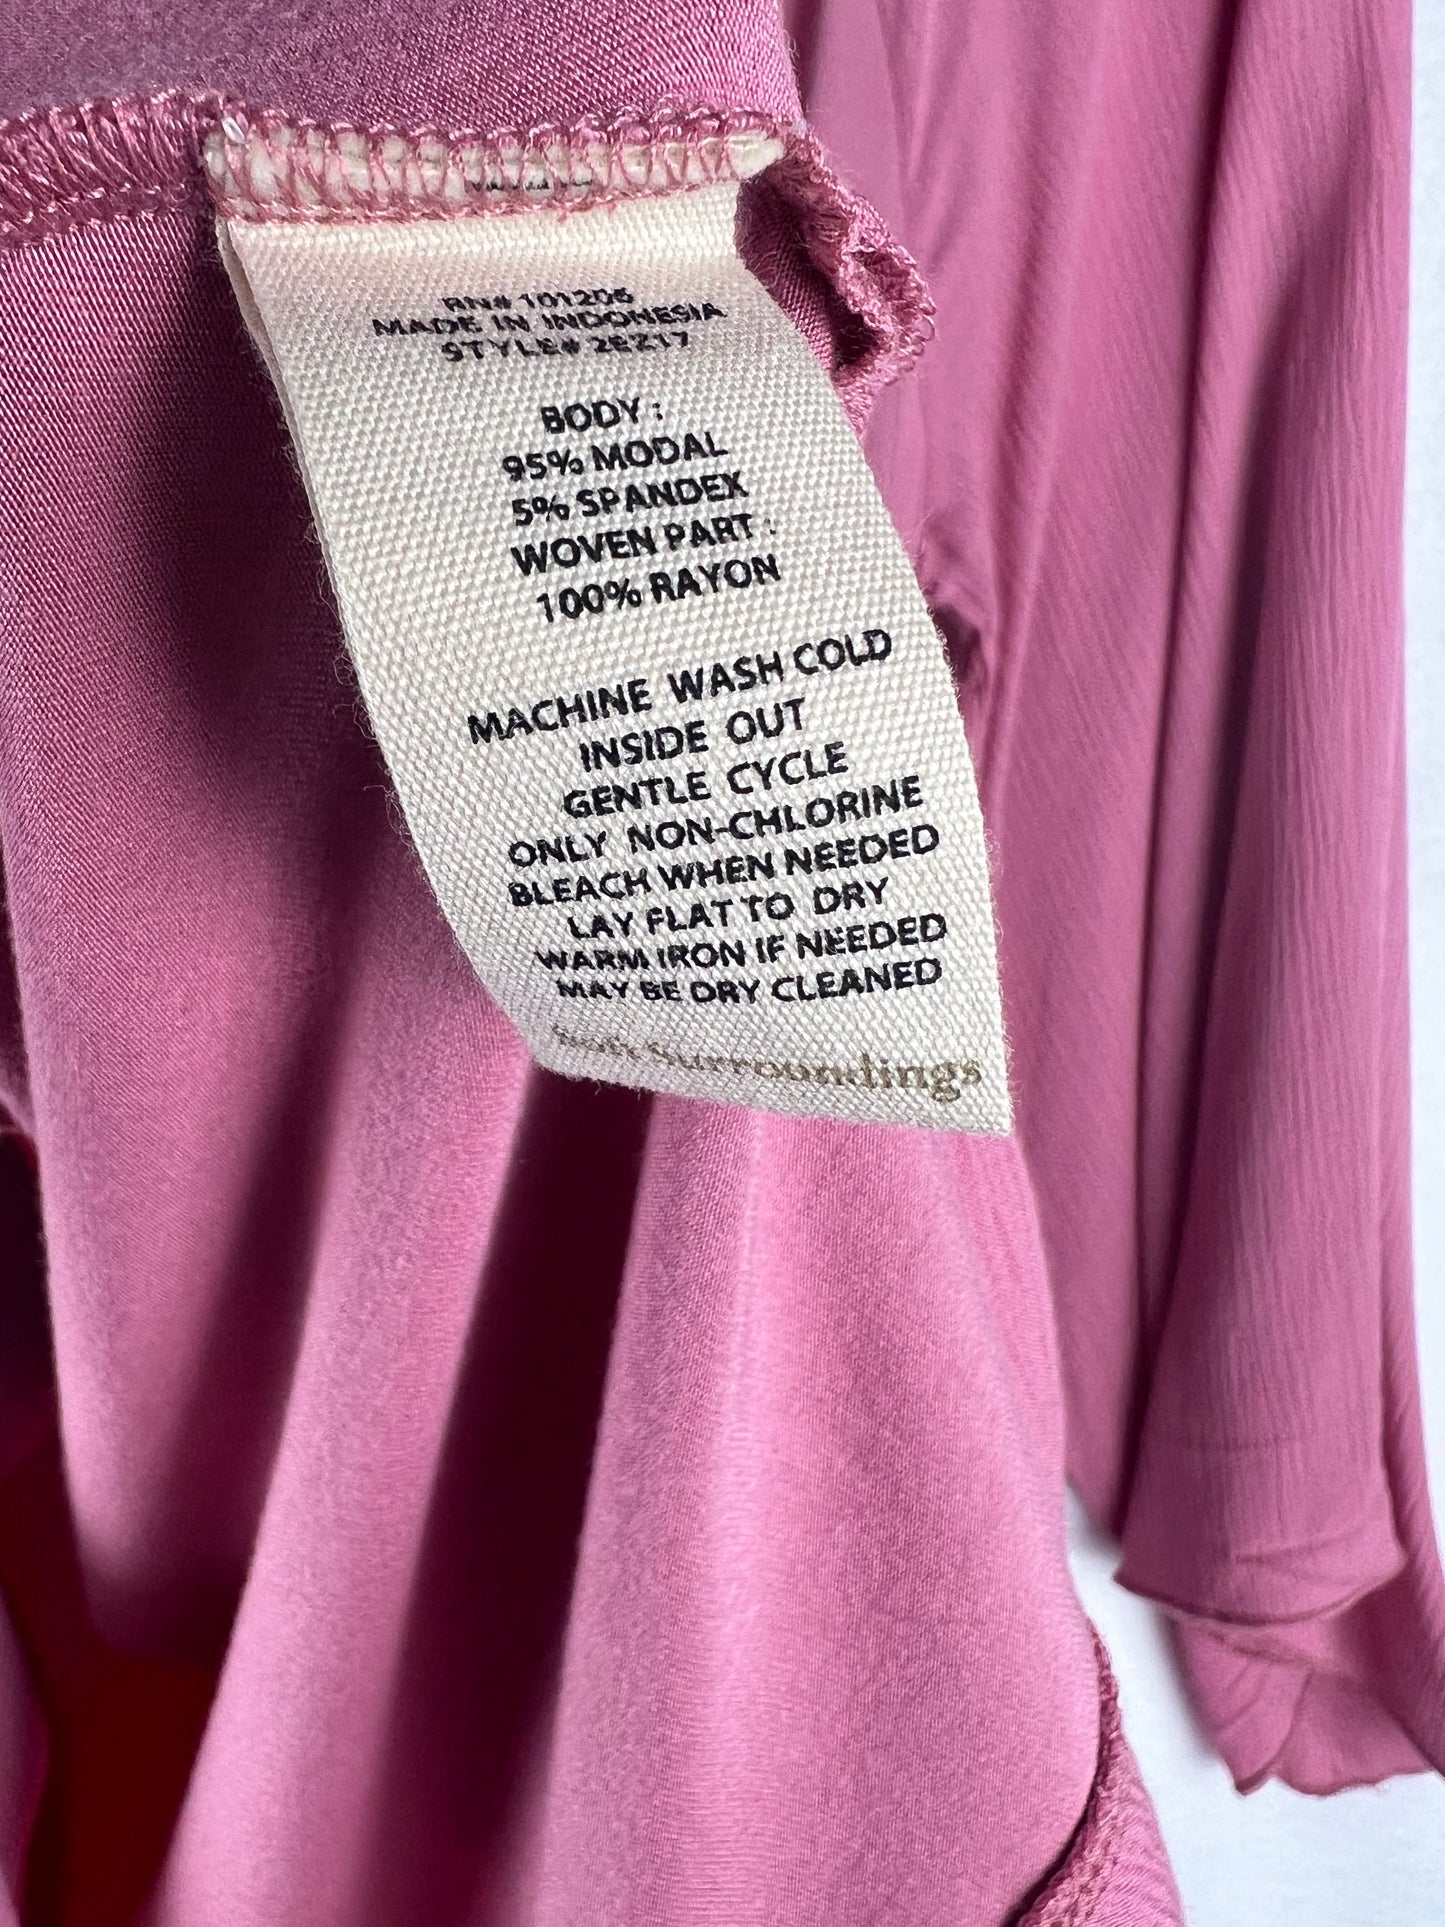 RN# 101206
MADE IN INDONESIA
STYLE# 2EZ17
BODY :
95% MODAL
5% SPANDEX
WOVEN PART :
100% RAYON
MACHINE WASH COLD
INSIDE OUT
GENTLE CYCLE
ONLY NON-CHLORINE
BLEACH WHEN NEEDED
LAY FLAT TO DRY
WARM IRON IF NEEDED
MAY BE DRY CLEANED
Soft Surroundings